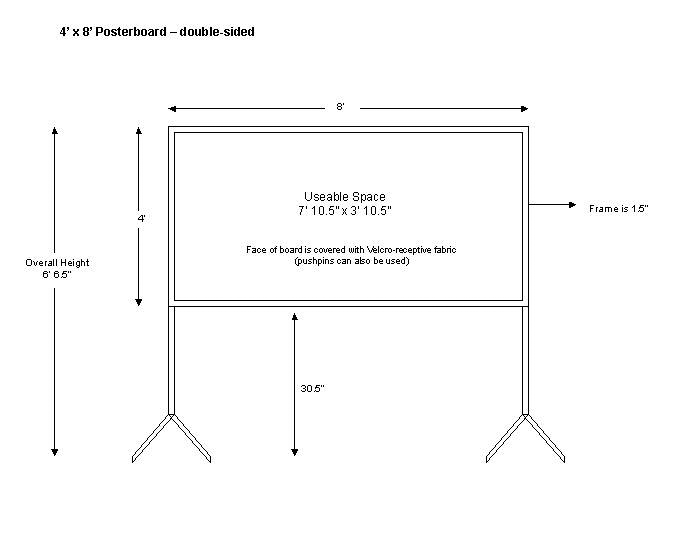 4' x 8' Posterboard – double-sided
8'
Useable Space
7' 10.5" x 3' 10.5"
Frame is 1.5"
4'
Face of board is covered with Velcro-receptive fabric
(pushpins can also be used)
Overall Height
6' 6.5"
30.5"